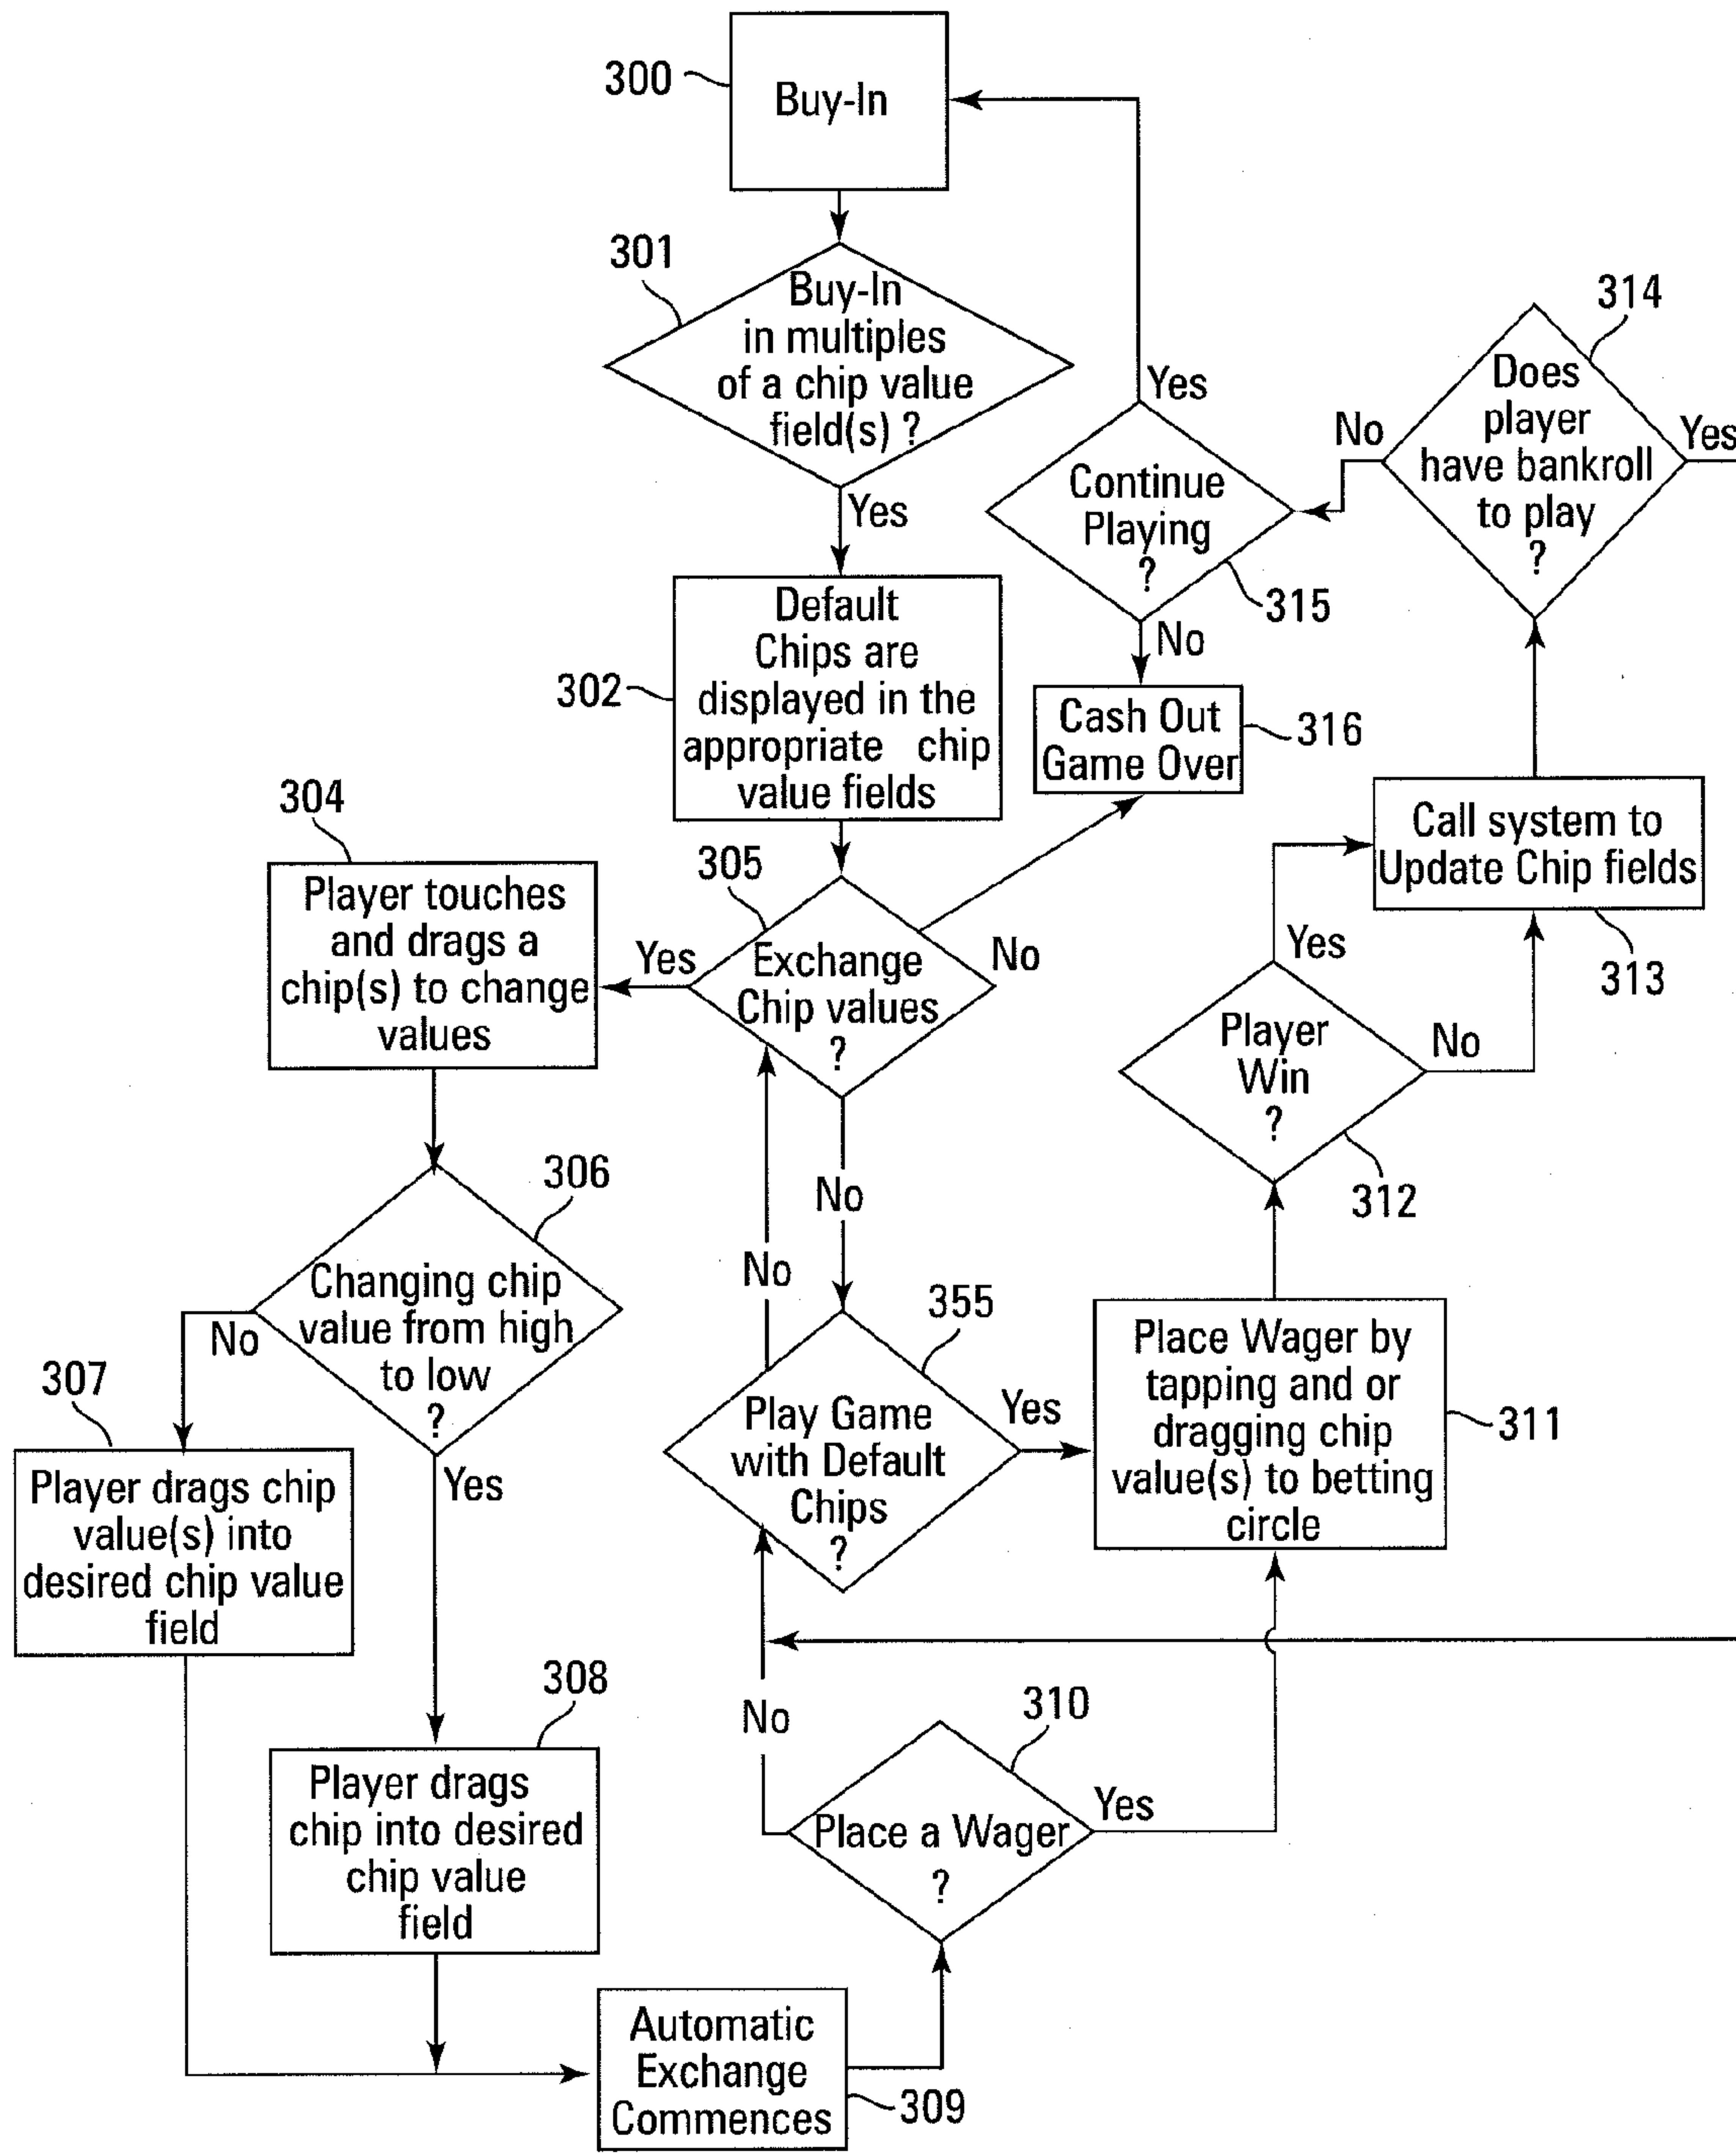 300
Buy-In
301
Buy-In
in multiples
of a chip value
field(s) ?
Yes
302
Default
Chips are
displayed in the
appropriate chip
value fields
314
Does
player
have bankroll
to play
?
No
Yes
Yes
Continue
Playing
?
315
No
Cash Out
Game Over
316
304
Player touches
and drags a
chip(s) to change
values
305
Exchange
Chip values
?
Yes
No
No
No
Call system to
Update Chip fields
313
Yes
Player
Win
?
No
312
306
Changing chip
value from high
to low
?
No
Yes
307
Player drags chip
value(s) into
desired chip value
field
308
Player drags
chip into desired
chip value
field
355
Play Game
with Default
Chips
?
Yes
Place Wager by
tapping and or
dragging chip
value(s) to betting
circle
311
No
310
Place a Wager
?
Yes
Automatic
Exchange
Commences
309